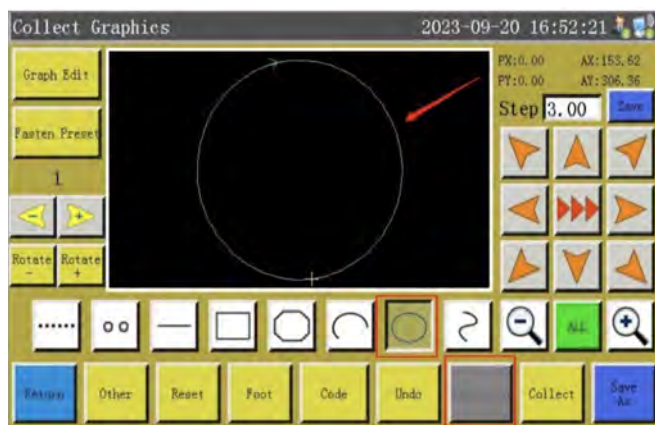 Collect Graphics 2023-09-20 16:52:21
PX:0.00 AX:153.62
PY:0.00 AY:306.36
Graph Edit
Step 3.00 Save
Fasten Preset
1
- +
Rotate - Rotate +
ALL
Return Other Reset Foot Code Undo Collect Save As